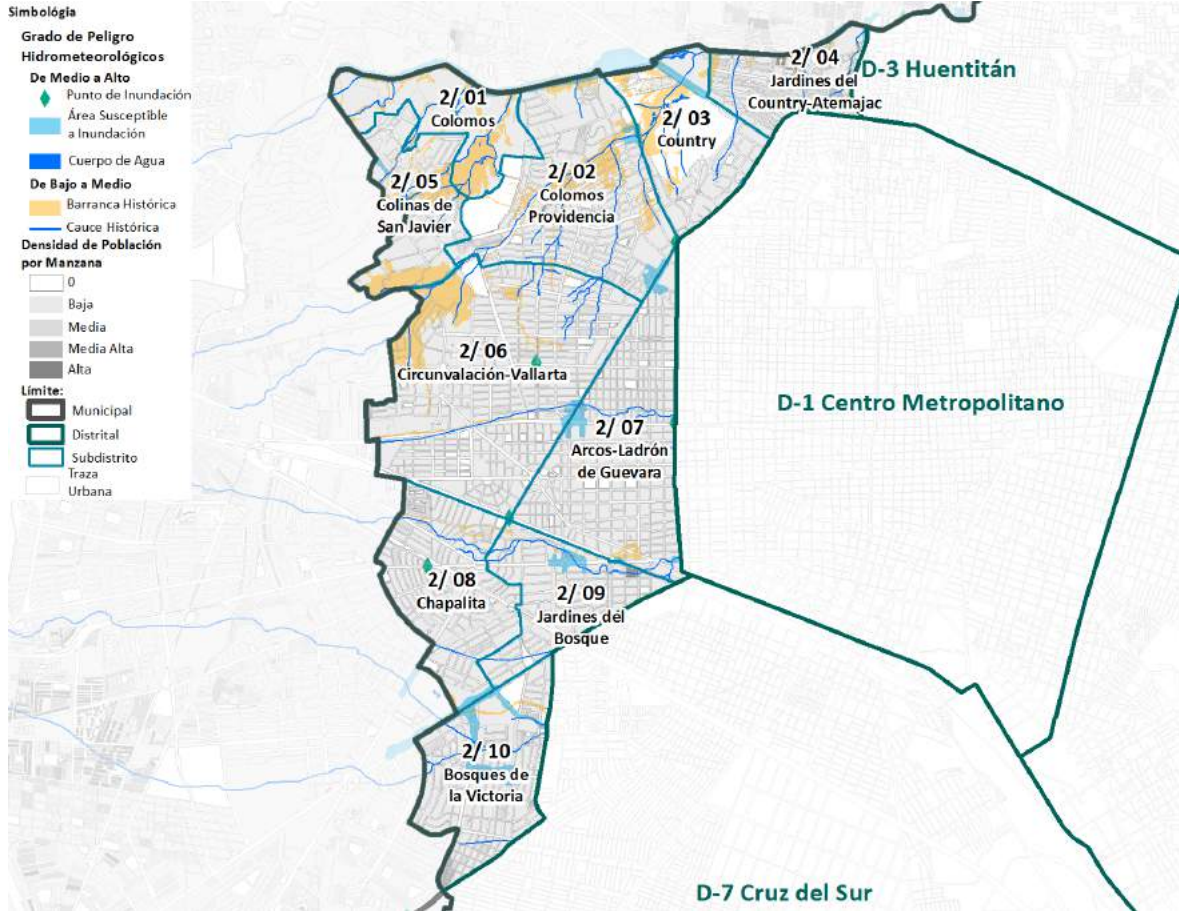 Simbológia
Grado de Peligro
Hidrometeorológicos
De Medio a Alto
Punto de Inundación
Área Susceptible
a Inundación
Cuerpo de Agua
De Bajo a Medio
Barranca Histórica
Cauce Histórica
Densidad de Población
por Manzana
0
Baja
Media
Media Alta
Alta
Límite:
Municipal
Distrital
Subdistrito
Traza
Urbana
2/ 01
Colomos
2/ 02
Colomos
Providencia
2/ 03
Country
2/ 04
Jardines del
Country-Atemajac
2/ 05
Colinas de
San Javier
2/ 06
Circunvalación-Vallarta
2/ 07
Arcos-Ladrón
de Guevara
2/ 08
Chapalita
2/ 09
Jardines del
Bosque
2/ 10
Bosques de
la Victoria
D-3 Huentitán
D-1 Centro Metropolitano
D-7 Cruz del Sur